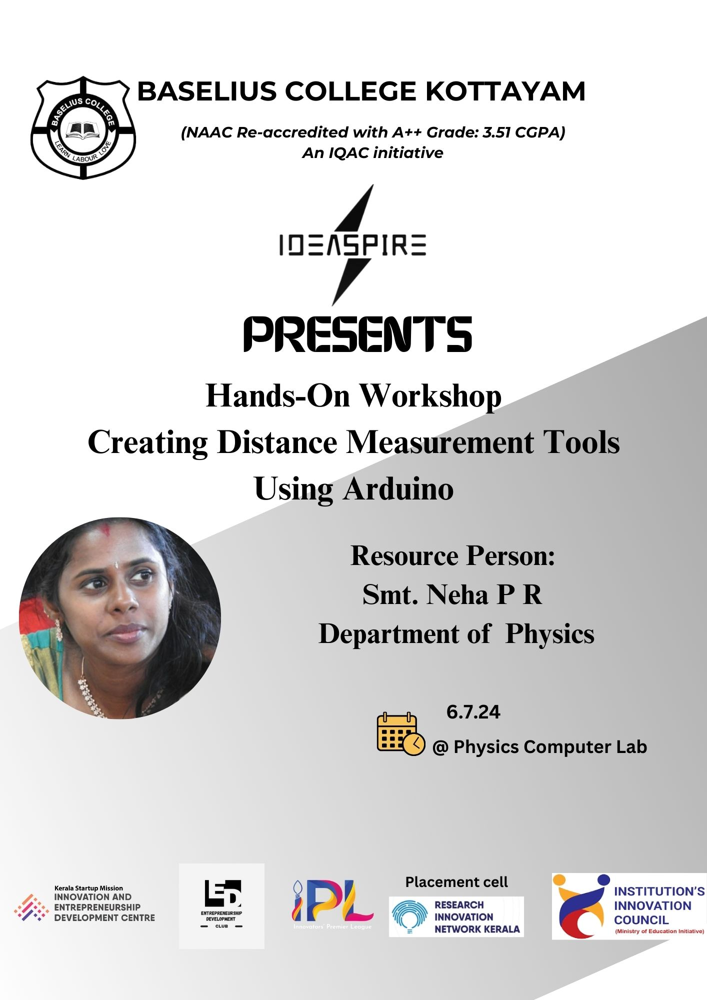 BASELIUS COLLEGE
LEARN LABOUR LOVE
BASELIUS COLLEGE KOTTAYAM
(NAAC Re-accredited with A++ Grade: 3.51 CGPA)
An IQAC initiative
IDEASPIRE
PRESENTS
Hands-On Workshop
Creating Distance Measurement Tools
Using Arduino
Resource Person:
Smt. Neha P R
Department of Physics
6.7.24
@ Physics Computer Lab
Kerala Startup Mission
INNOVATION AND
ENTREPRENEURSHIP
DEVELOPMENT CENTRE
ED
ENTREPRENEURSHIP
DEVELOPMENT
CLUB
iPL
Innovators' Premier League
Placement cell
RESEARCH
INNOVATION
NETWORK KERALA
INSTITUTION'S
INNOVATION
COUNCIL
(Ministry of Education Initiative)